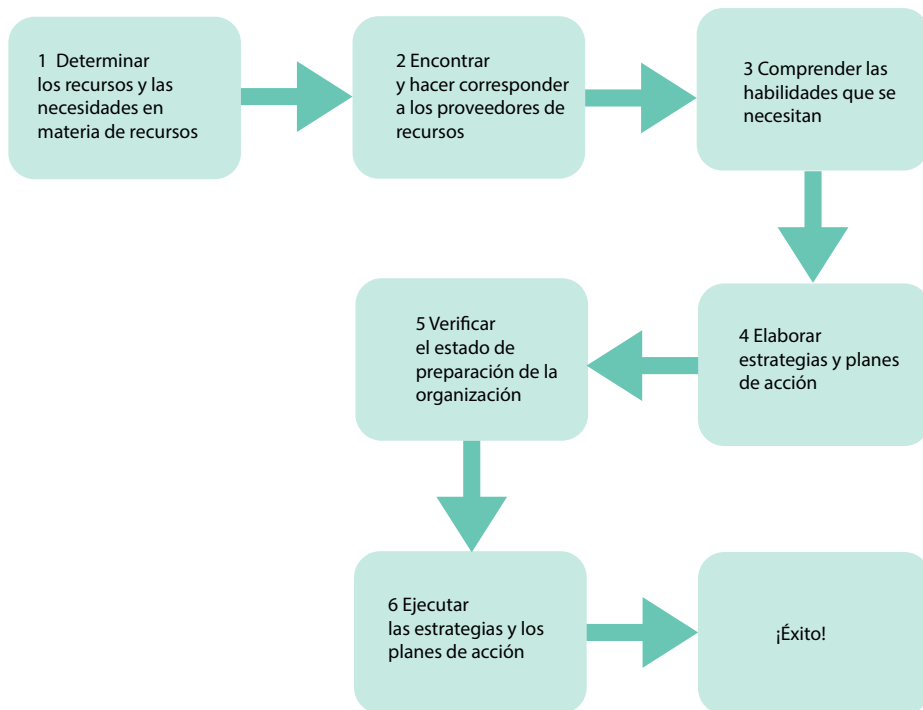 1 Determinar
los recursos y las
necesidades en
materia de recursos
2 Encontrar
y hacer corresponder
a los proveedores de
recursos
3 Comprender las
habilidades que se
necesitan
4 Elaborar
estrategias y planes
de acción
5 Verificar
el estado de
preparación de la
organización
6 Ejecutar
las estrategias y los
planes de acción
¡Éxito!